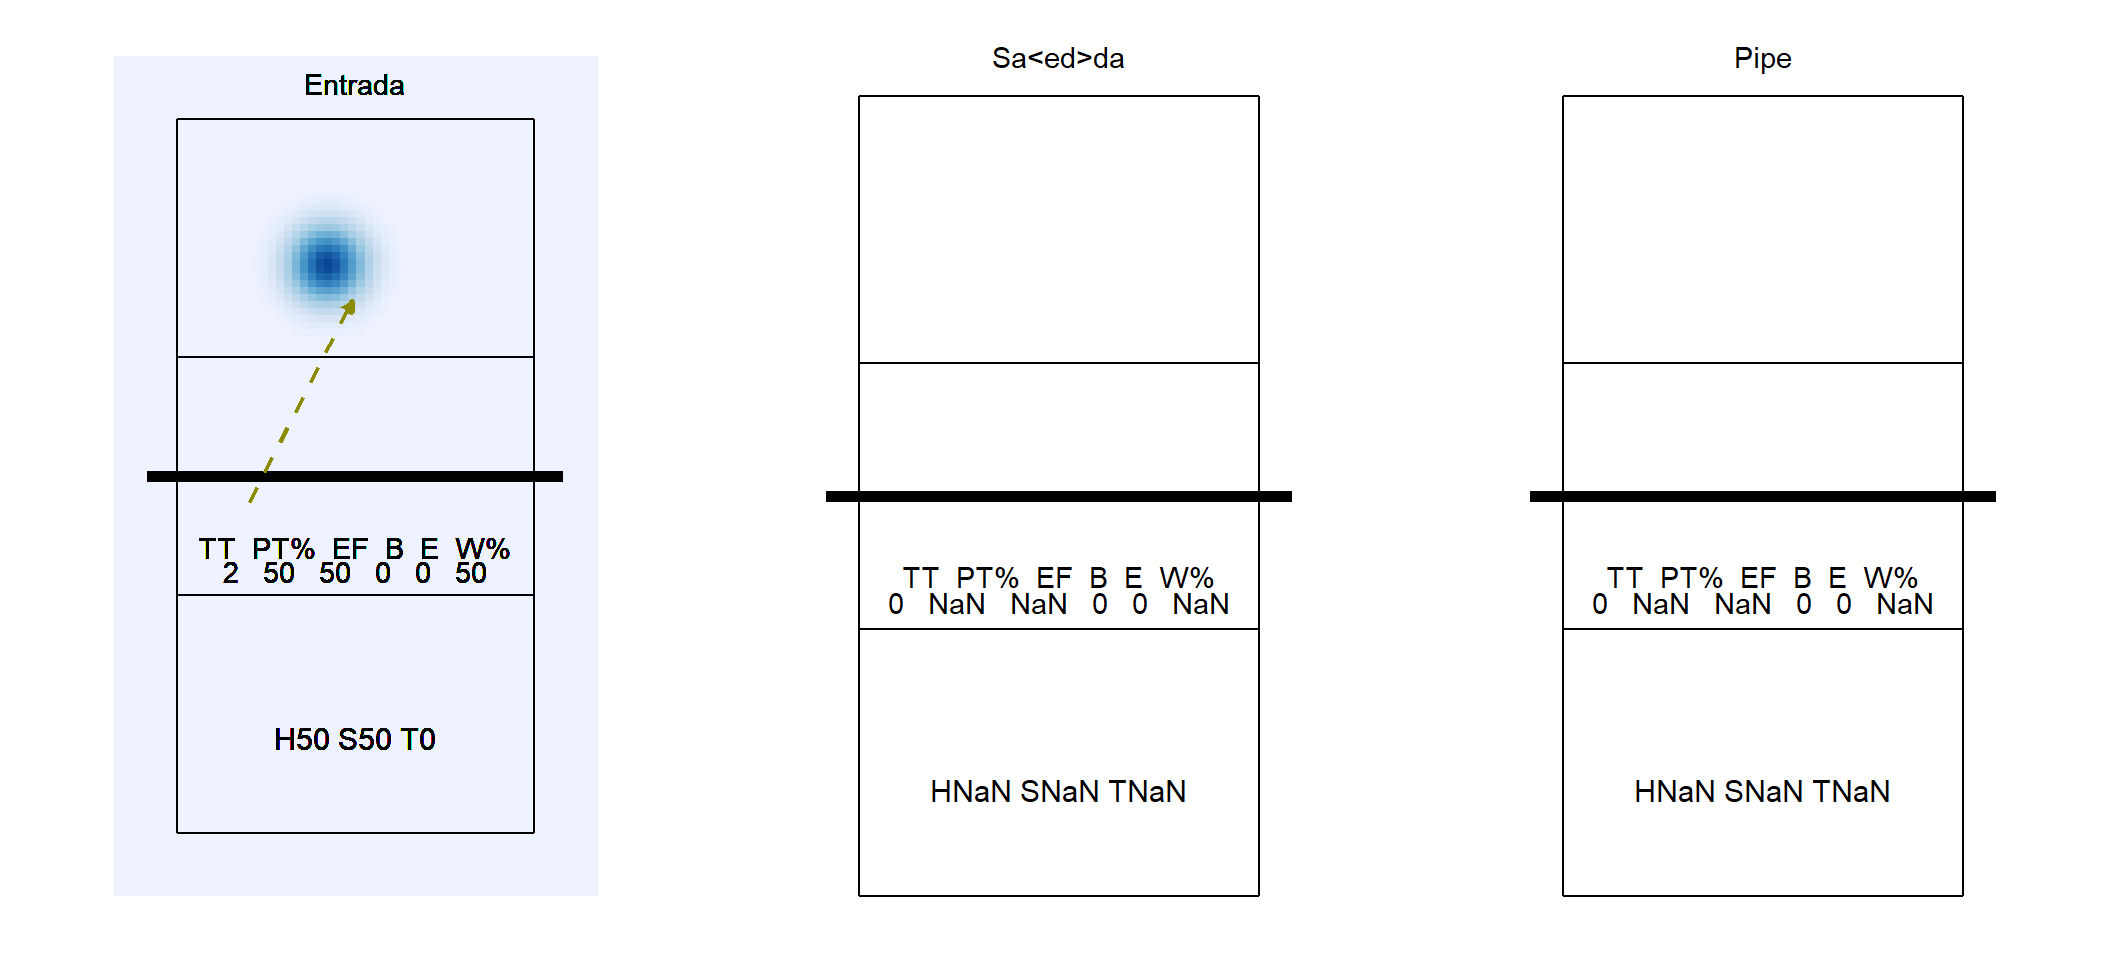 Entrada
TT PT% EF B E W%
2 50 50 0 0 50
H50 S50 T0
Sa<ed>da
TT PT% EF B E W%
0 NaN NaN 0 0 NaN
HNaN SNaN TNaN
Pipe
TT PT% EF B E W%
0 NaN NaN 0 0 NaN
HNaN SNaN TNaN